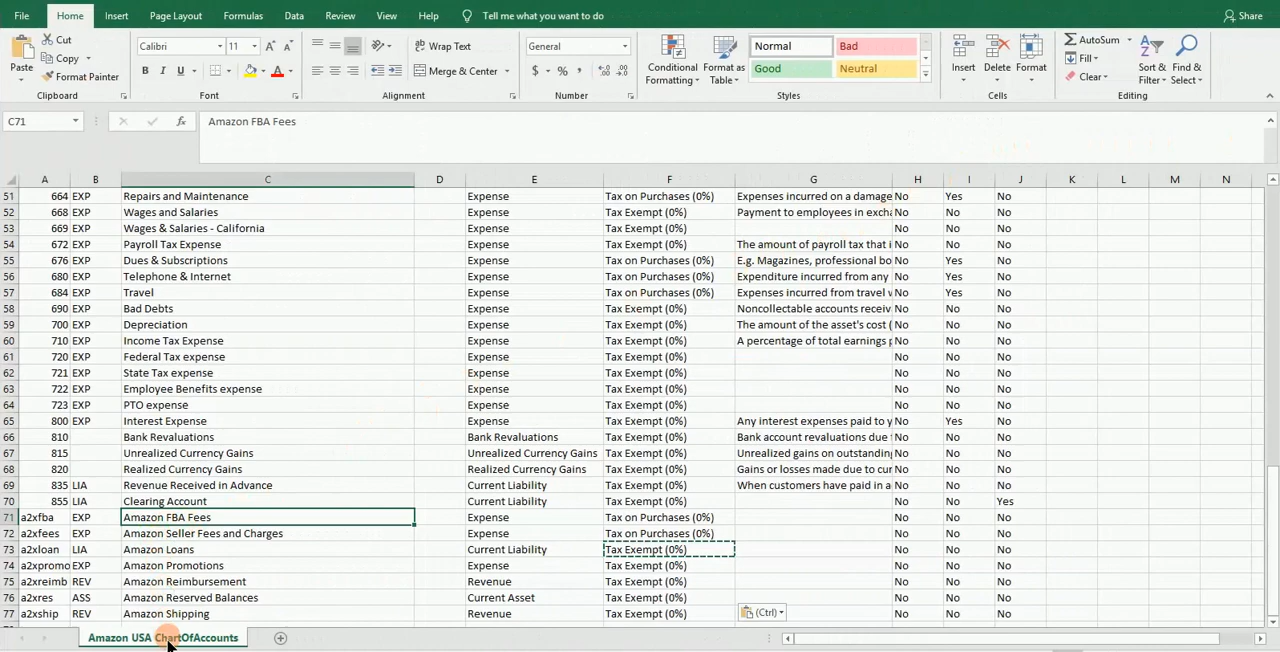 File Home Insert Page Layout Formulas Data Review View Help Tell me what you want to do Share
Paste Cut Copy Format Painter Clipboard
Calibri 11 A A B I U A Font
Wrap Text Merge & Center Alignment
General $ % , Number
Conditional Formatting Format as Table Normal Bad Good Neutral Styles
Insert Delete Format Cells
AutoSum Fill Clear Sort & Filter Find & Select Editing
C71 fx Amazon FBA Fees
A B C D E F G H I J K L M N
51 664 EXP Repairs and Maintenance Expense Tax on Purchases (0%) Expenses incurred on a damage No Yes No
52 668 EXP Wages and Salaries Expense Tax Exempt (0%) Payment to employees in excha No No No
53 669 EXP Wages & Salaries - California Expense Tax Exempt (0%) No No No
54 672 EXP Payroll Tax Expense Expense Tax Exempt (0%) The amount of payroll tax that i No No No
55 676 EXP Dues & Subscriptions Expense Tax on Purchases (0%) E.g. Magazines, professional bo No Yes No
56 680 EXP Telephone & Internet Expense Tax on Purchases (0%) Expenditure incurred from any No Yes No
57 684 EXP Travel Expense Tax on Purchases (0%) Expenses incurred from travel w No Yes No
58 690 EXP Bad Debts Expense Tax Exempt (0%) Noncollectable accounts receiv No No No
59 700 EXP Depreciation Expense Tax Exempt (0%) The amount of the asset's cost ( No No No
60 710 EXP Income Tax Expense Expense Tax Exempt (0%) A percentage of total earnings p No No No
61 720 EXP Federal Tax expense Expense Tax Exempt (0%) No No No
62 721 EXP State Tax expense Expense Tax Exempt (0%) No No No
63 722 EXP Employee Benefits expense Expense Tax Exempt (0%) No No No
64 723 EXP PTO expense Expense Tax Exempt (0%) No No No
65 800 EXP Interest Expense Expense Tax Exempt (0%) Any interest expenses paid to y No Yes No
66 810 Bank Revaluations Bank Revaluations Tax Exempt (0%) Bank account revaluations due No No No
67 815 Unrealized Currency Gains Unrealized Currency Gains Tax Exempt (0%) Unrealized gains on outstanding No No No
68 820 Realized Currency Gains Realized Currency Gains Tax Exempt (0%) Gains or losses made due to cur No No No
69 835 LIA Revenue Received in Advance Current Liability Tax Exempt (0%) When customers have paid in a No No No
70 855 LIA Clearing Account Current Liability Tax Exempt (0%) No No Yes
71 a2xfba EXP Amazon FBA Fees Expense Tax on Purchases (0%) No No No
72 a2xfees EXP Amazon Seller Fees and Charges Expense Tax on Purchases (0%) No No No
73 a2xloan LIA Amazon Loans Current Liability Tax Exempt (0%) No No No
74 a2xpromo EXP Amazon Promotions Expense Tax Exempt (0%) No No No
75 a2xreimb REV Amazon Reimbursement Revenue Tax Exempt (0%) No No No
76 a2xres ASS Amazon Reserved Balances Current Asset Tax Exempt (0%) No No No
77 a2xship REV Amazon Shipping Revenue Tax Exempt (0%) No No No
(Ctrl)
Amazon USA ChartOfAccounts